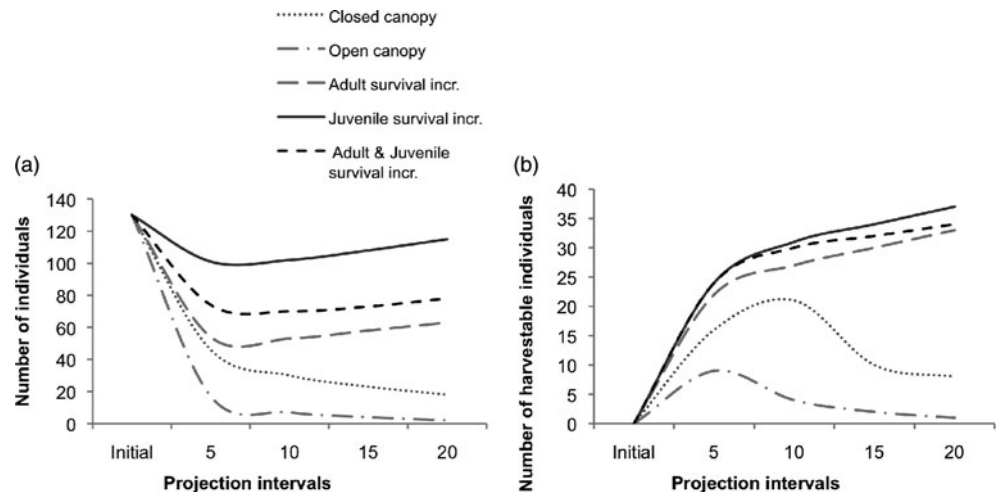 Closed canopy
Open canopy
Adult survival incr.
Juvenile survival incr.
Adult & Juvenile
survival incr.
(a)
Number of individuals
140
120
100
80
60
40
20
0
Initial 5 10 15 20
Projection intervals
(b)
Number of harvestable individuals
40
35
30
25
20
15
10
5
0
Initial 5 10 15 20
Projection intervals